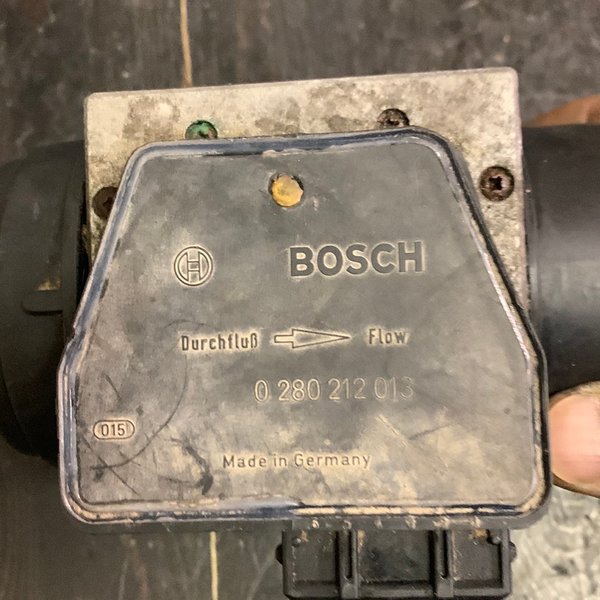 BOSCH
Durchfluß Flow
0 280 212 013
015
Made in Germany